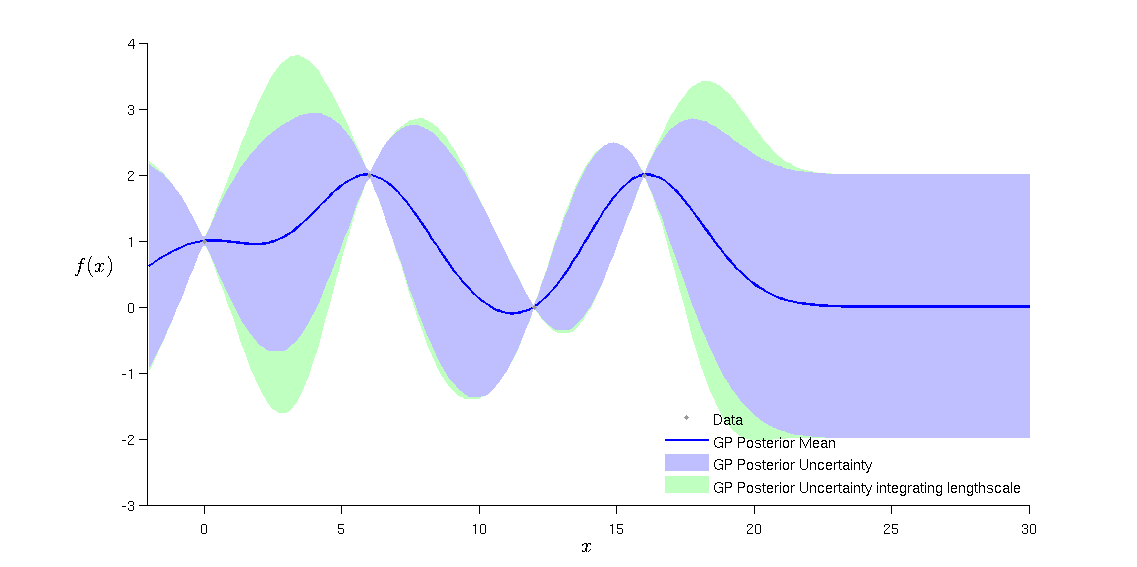 4
3
2
1
0
-1
-2
-3
f(x)
0 5 10 15 20 25 30
x
Data
GP Posterior Mean
GP Posterior Uncertainty
GP Posterior Uncertainty integrating lengthscale